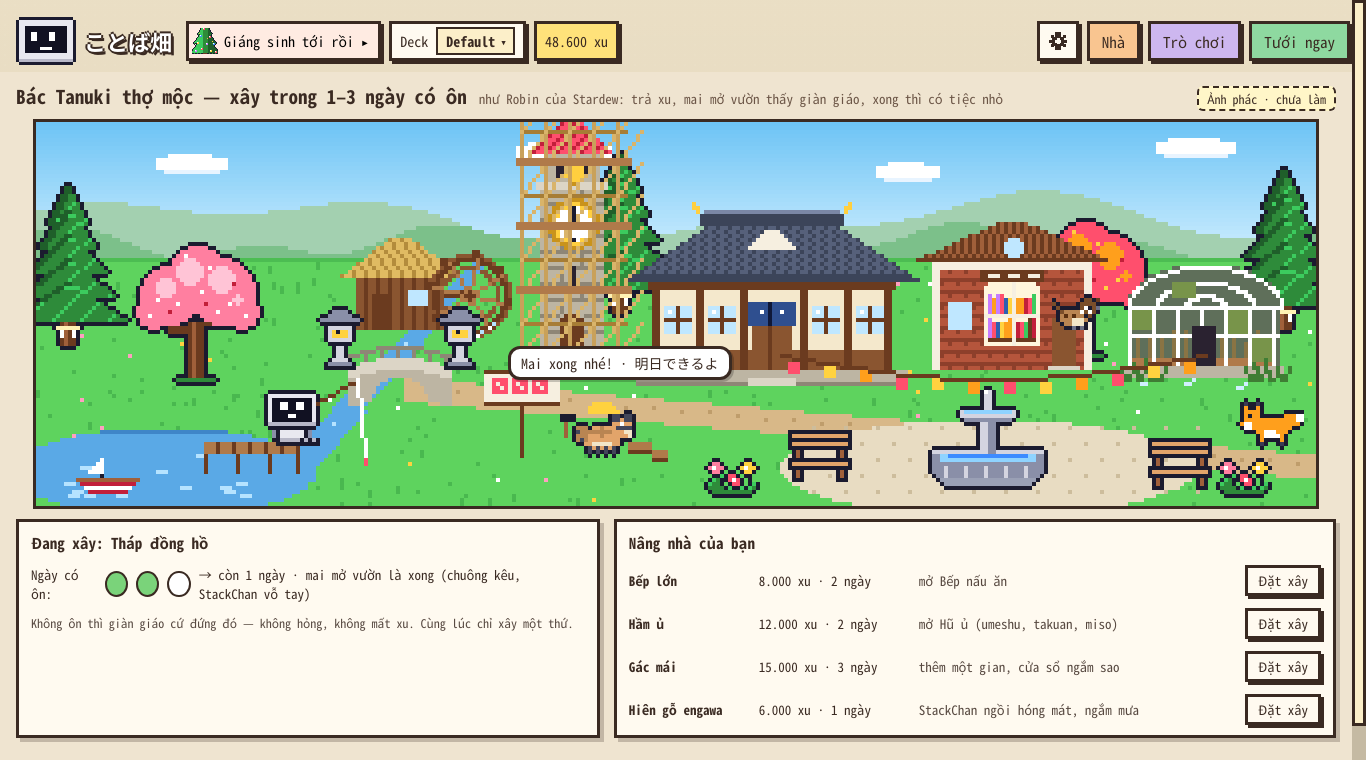 ことば畑
Giáng sinh tới rồi ▸
Deck Default ▾
48.600 xu
Nhà
Trò chơi
Tưới ngay
Bác Tanuki thợ mộc — xây trong 1–3 ngày có ôn
như Robin của Stardew: trả xu, mai mở vườn thấy giàn giáo, xong thì có tiệc nhỏ
Ảnh phác · chưa làm
Mai xong nhé! · 明日できるよ
Đang xây: Tháp đồng hồ
Ngày có
ôn:
→ còn 1 ngày · mai mở vườn là xong (chuông kêu,
StackChan vỗ tay)
Không ôn thì giàn giáo cứ đứng đó — không hỏng, không mất xu. Cùng lúc chỉ xây một thứ.
Nâng nhà của bạn
Bếp lớn 8.000 xu · 2 ngày mở Bếp nấu ăn Đặt xây
Hầm ủ 12.000 xu · 2 ngày mở Hũ ủ (umeshu, takuan, miso) Đặt xây
Gác mái 15.000 xu · 3 ngày thêm một gian, cửa sổ ngắm sao Đặt xây
Hiên gỗ engawa 6.000 xu · 1 ngày StackChan ngồi hóng mát, ngắm mưa Đặt xây